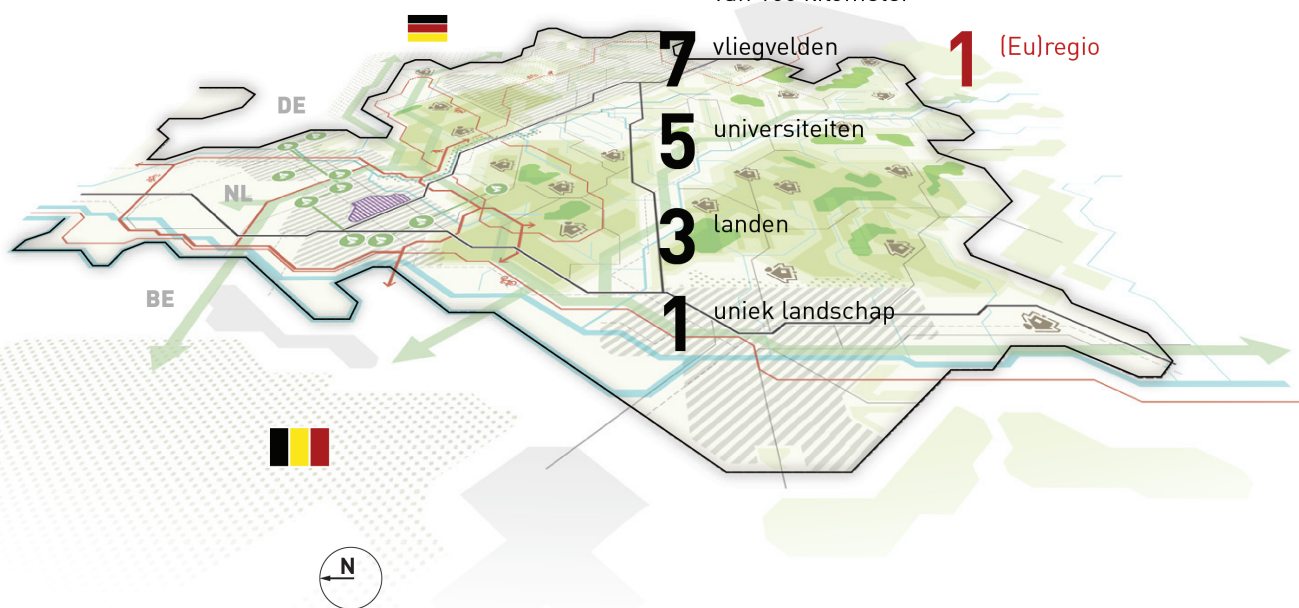 7 vliegvelden
1 (Eu)regio
DE
5 universiteiten
NL
3 landen
BE
1 uniek landschap
N